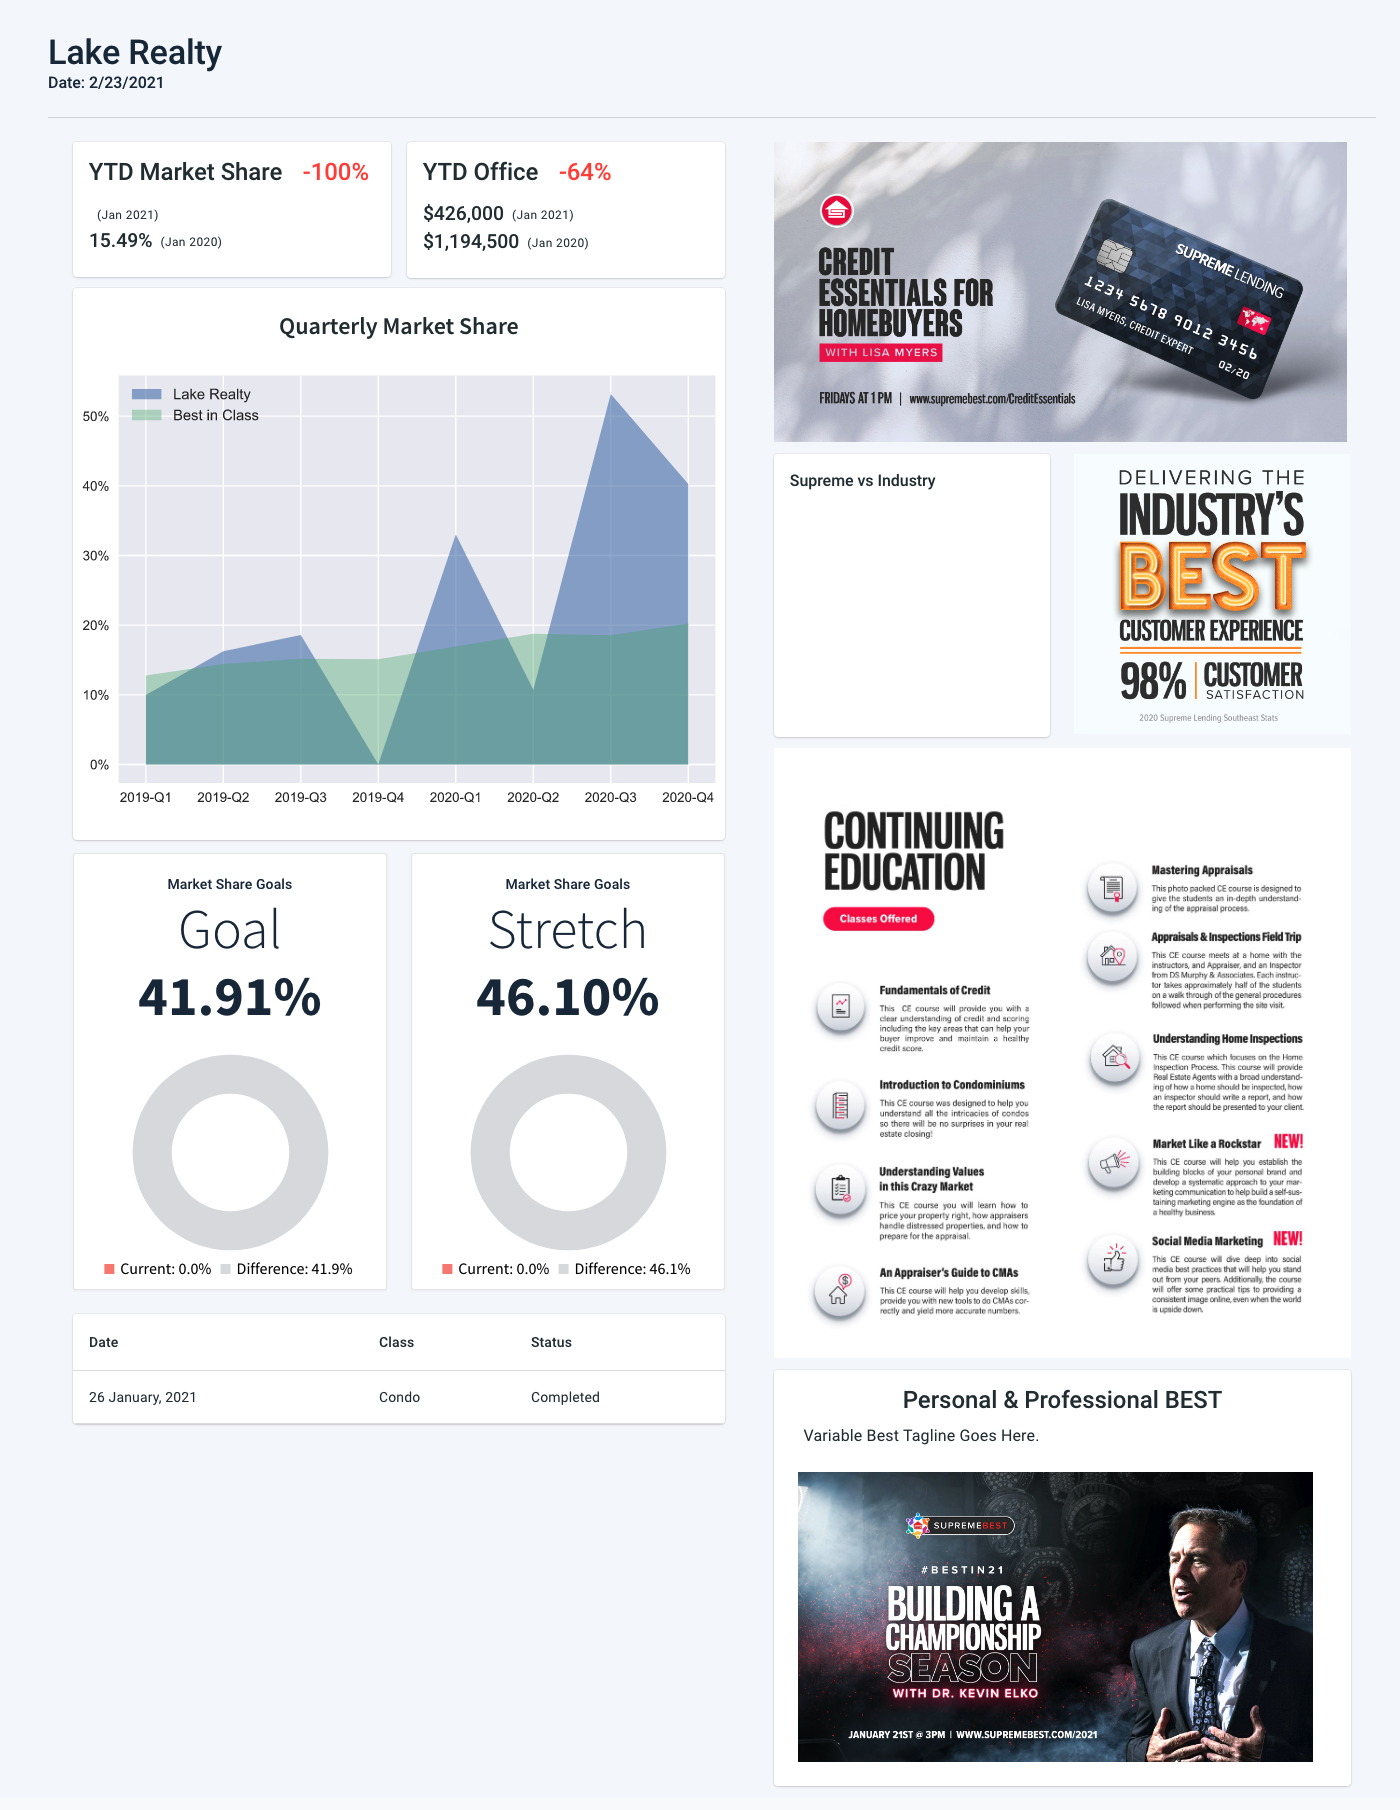 Lake Realty
Date: 2/23/2021
YTD Market Share -100%
(Jan 2021)
15.49% (Jan 2020)
YTD Office -64%
$426,000 (Jan 2021)
$1,194,500 (Jan 2020)
Quarterly Market Share
Lake Realty
Best in Class
50%
40%
30%
20%
10%
0%
2019-Q1 2019-Q2 2019-Q3 2019-Q4 2020-Q1 2020-Q2 2020-Q3 2020-Q4
Market Share Goals
Goal
41.91%
Current: 0.0% Difference: 41.9%
Market Share Goals
Stretch
46.10%
Current: 0.0% Difference: 46.1%
Date Class Status
26 January, 2021 Condo Completed
CREDIT
ESSENTIALS FOR
HOMEBUYERS
WITH LISA MYERS
FRIDAYS AT 1 PM | www.supremebest.com/CreditEssentials
SUPREME LENDING
1234 5678 9012 3456
LISA MYERS, CREDIT EXPERT
02/20
Supreme vs Industry
DELIVERING THE
INDUSTRY'S
BEST
CUSTOMER EXPERIENCE
98% CUSTOMER
SATISFACTION
2020 Supreme Lending Southeast Stats
CONTINUING
EDUCATION
Classes Offered
Fundamentals of Credit
This CE course will provide you with a
clear understanding of credit and scoring
including the key areas that can help your
buyer improve and maintain a healthy
credit score.
Introduction to Condominiums
This CE course was designed to help you
understand all the intricacies of condos
so there will be no surprises in your real
estate closing!
Understanding Values
in this Crazy Market
This CE course you will learn how to
price your property right, how appraisers
handle distressed properties, and how to
prepare for the appraisal.
An Appraiser's Guide to CMAs
This CE course will help you develop skills,
provide you with new tools to do CMAs cor-
rectly and yield more accurate numbers.
Mastering Appraisals
This photo packed CE course is designed to
give the students an in-depth understand-
ing of the appraisal process.
Appraisals & Inspections Field Trip
This CE course meets at a home with the
instructors, and Appraiser, and an Inspector
from DS Murphy & Associates. Each instruc-
tor takes approximately half of the students
on a walk through of the general procedures
followed when performing the site visit.
Understanding Home Inspections
This CE course which focuses on the Home
Inspection Process. This course will provide
Real Estate Agents with a broad understand-
ing of how a home should be inspected, how
an inspector should write a report, and how
the report should be presented to your client.
Market Like a Rockstar NEW!
This CE course will help you establish the
building blocks of your personal brand and
develop a systematic approach to your mar-
keting communication to help build a self-sus-
taining marketing engine as the foundation of
a healthy business.
Social Media Marketing NEW!
This CE course will dive deep into social
media best practices that will help you stand
out from your peers. Additionally, the course
will offer some practical tips to providing a
consistent image online, even when the world
is upside down.
Personal & Professional BEST
Variable Best Tagline Goes Here.
SUPREMEBEST
#BESTIN21
BUILDING A
CHAMPIONSHIP
SEASON
WITH DR. KEVIN ELKO
JANUARY 21ST @ 3PM | WWW.SUPREMEBEST.COM/2021